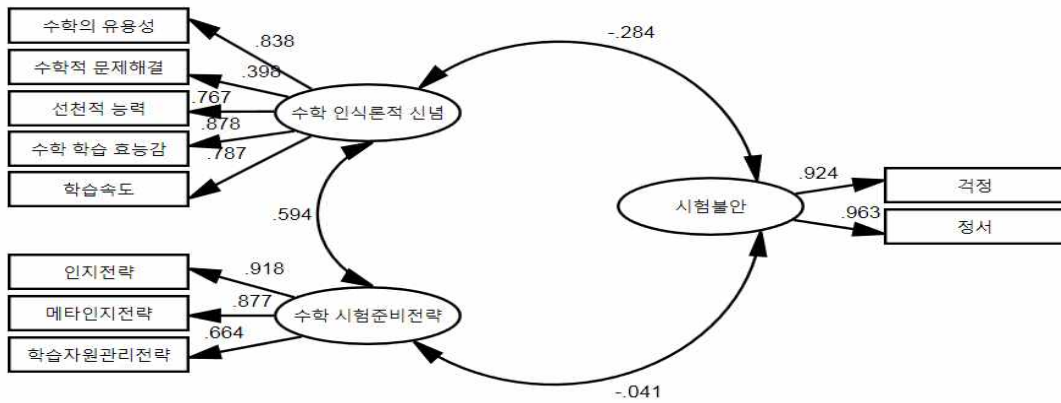 수학의 유용성
수학적 문제해결
선천적 능력
수학 학습 효능감
학습속도
.838
.398
.767
.878
.787
수학 인식론적 신념
-.284
.594
시험불안
.924
.963
걱정
정서
인지전략
메타인지전략
학습자원관리전략
.918
.877
.664
수학 시험준비전략
-.041